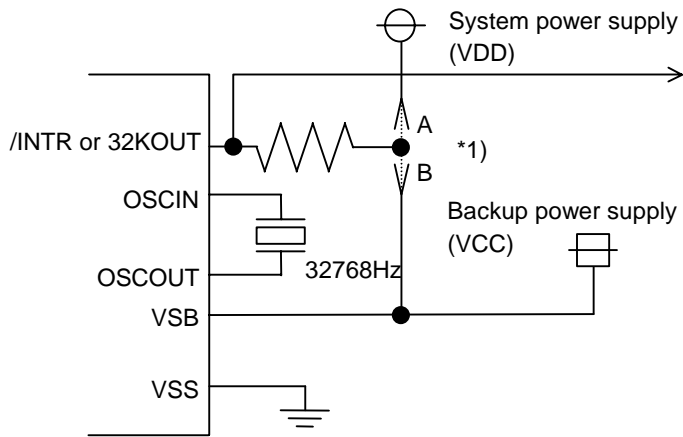 System power supply
(VDD)
A
/INTR or 32KOUT
*1)
B
OSCIN
Backup power supply
(VCC)
OSCOUT
32768Hz
VSB
VSS